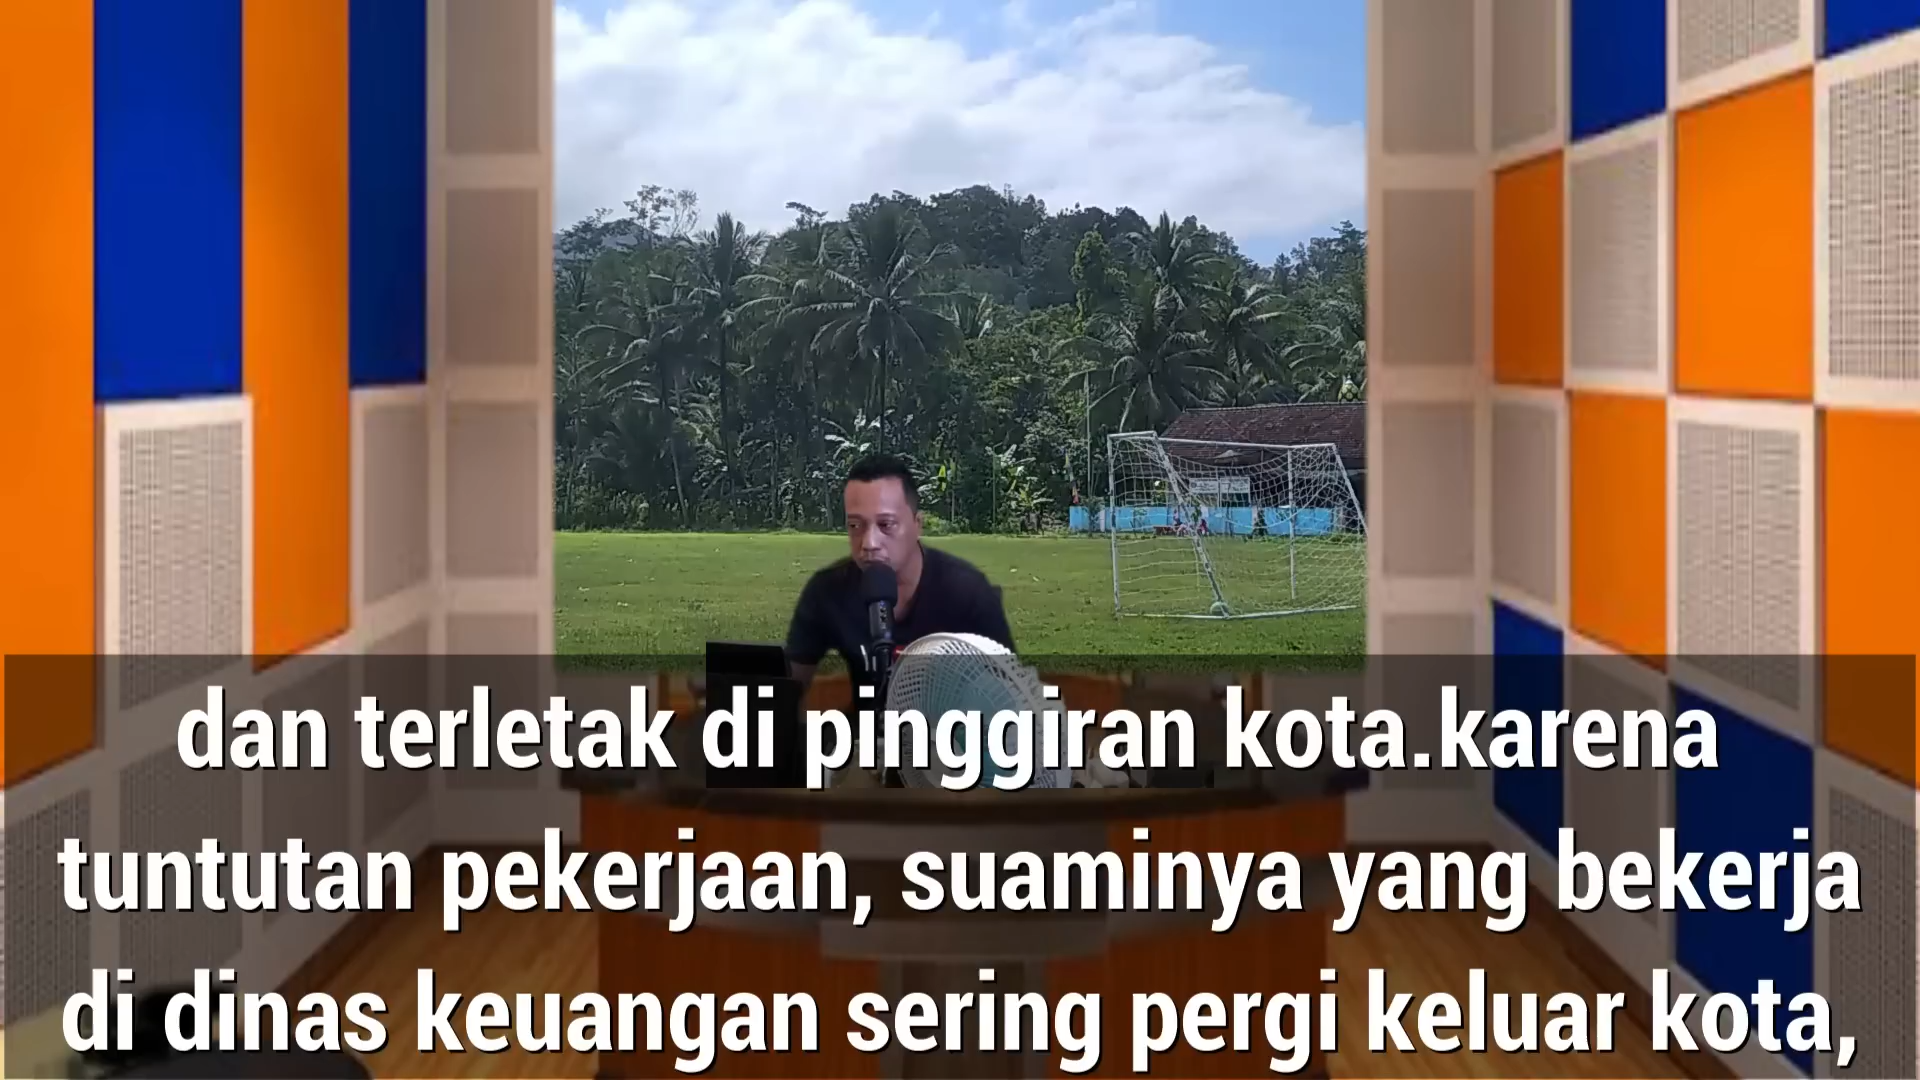 dan terletak di pinggiran kota.karena
tuntutan pekerjaan, suaminya yang bekerja
di dinas keuangan sering pergi keluar kota,